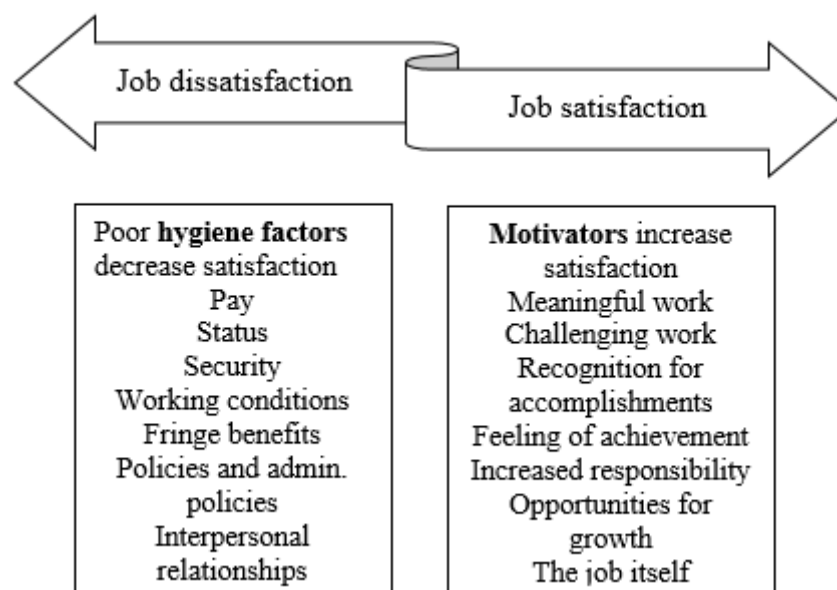 Job dissatisfaction
Job satisfaction
Poor hygiene factors
decrease satisfaction
Pay
Status
Security
Working conditions
Fringe benefits
Policies and admin.
policies
Interpersonal
relationships
Motivators increase
satisfaction
Meaningful work
Challenging work
Recognition for
accomplishments
Feeling of achievement
Increased responsibility
Opportunities for
growth
The job itself